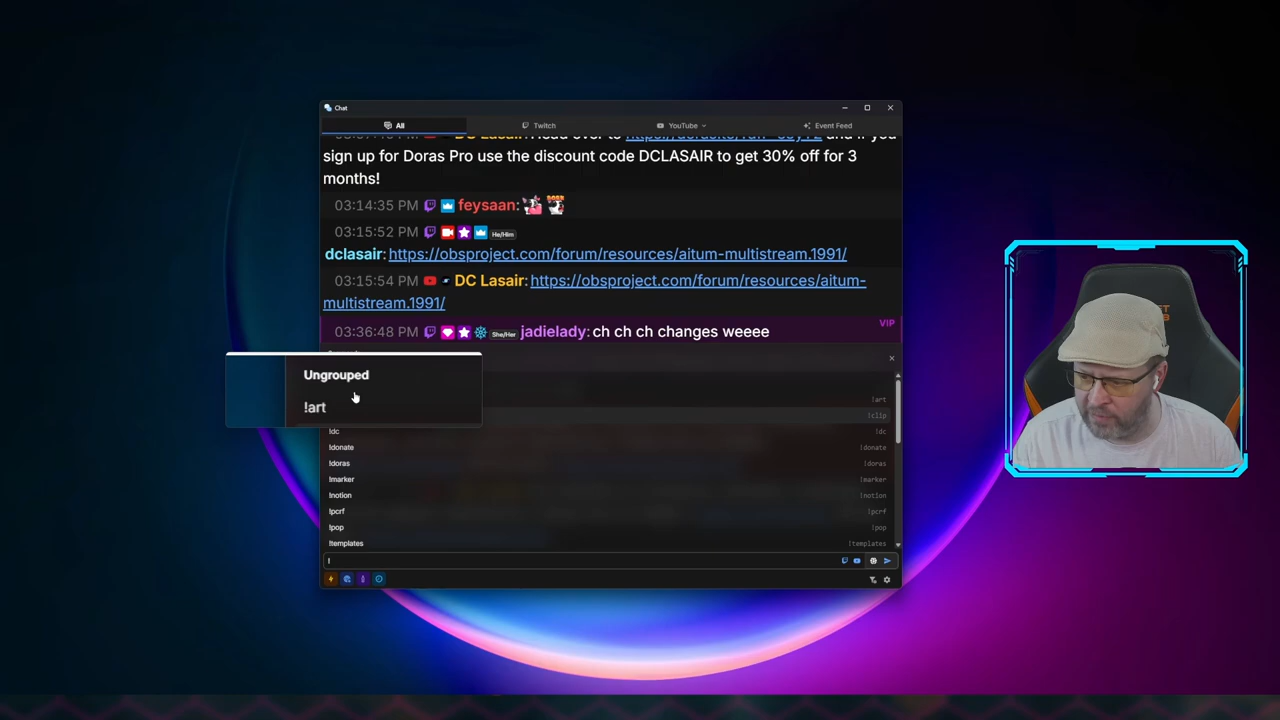 Chat
All
Twitch
YouTube
Event Feed
sign up for Doras Pro use the discount code DCLASAIR to get 30% off for 3
months!
03:14:35 PM feysaan:
03:15:52 PM He/Him
dclasair: https://obsproject.com/forum/resources/aitum-multistream.1991/
03:15:54 PM DC Lasair: https://obsproject.com/forum/resources/aitum-
multistream.1991/
VIP
03:36:48 PM She/Her jadielady: ch ch ch changes weeee
Ungrouped
!art
!art
!clip
!dc !dc
!donate !donate
!doras !doras
!marker !marker
!notion !notion
!pcrf !pcrf
!pop !pop
!templates !templates
!